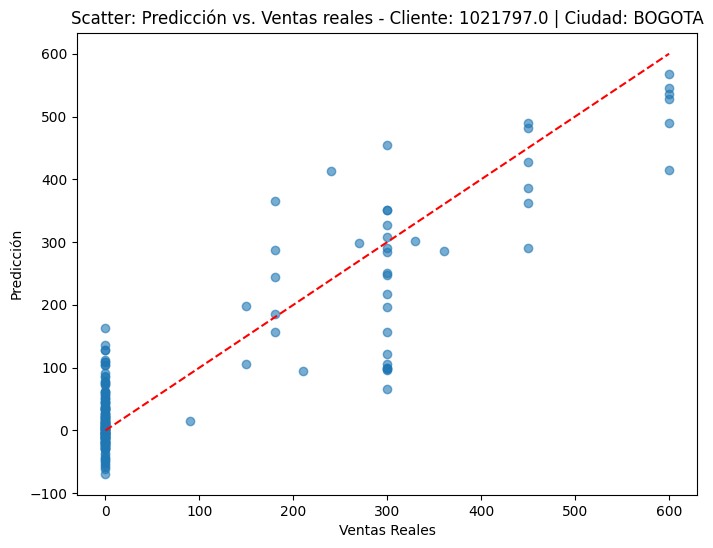 Scatter: Predicción vs. Ventas reales - Cliente: 1021797.0 | Ciudad: BOGOTA
600
500
400
300
200
100
0
−100
Predicción
0 100 200 300 400 500 600
Ventas Reales